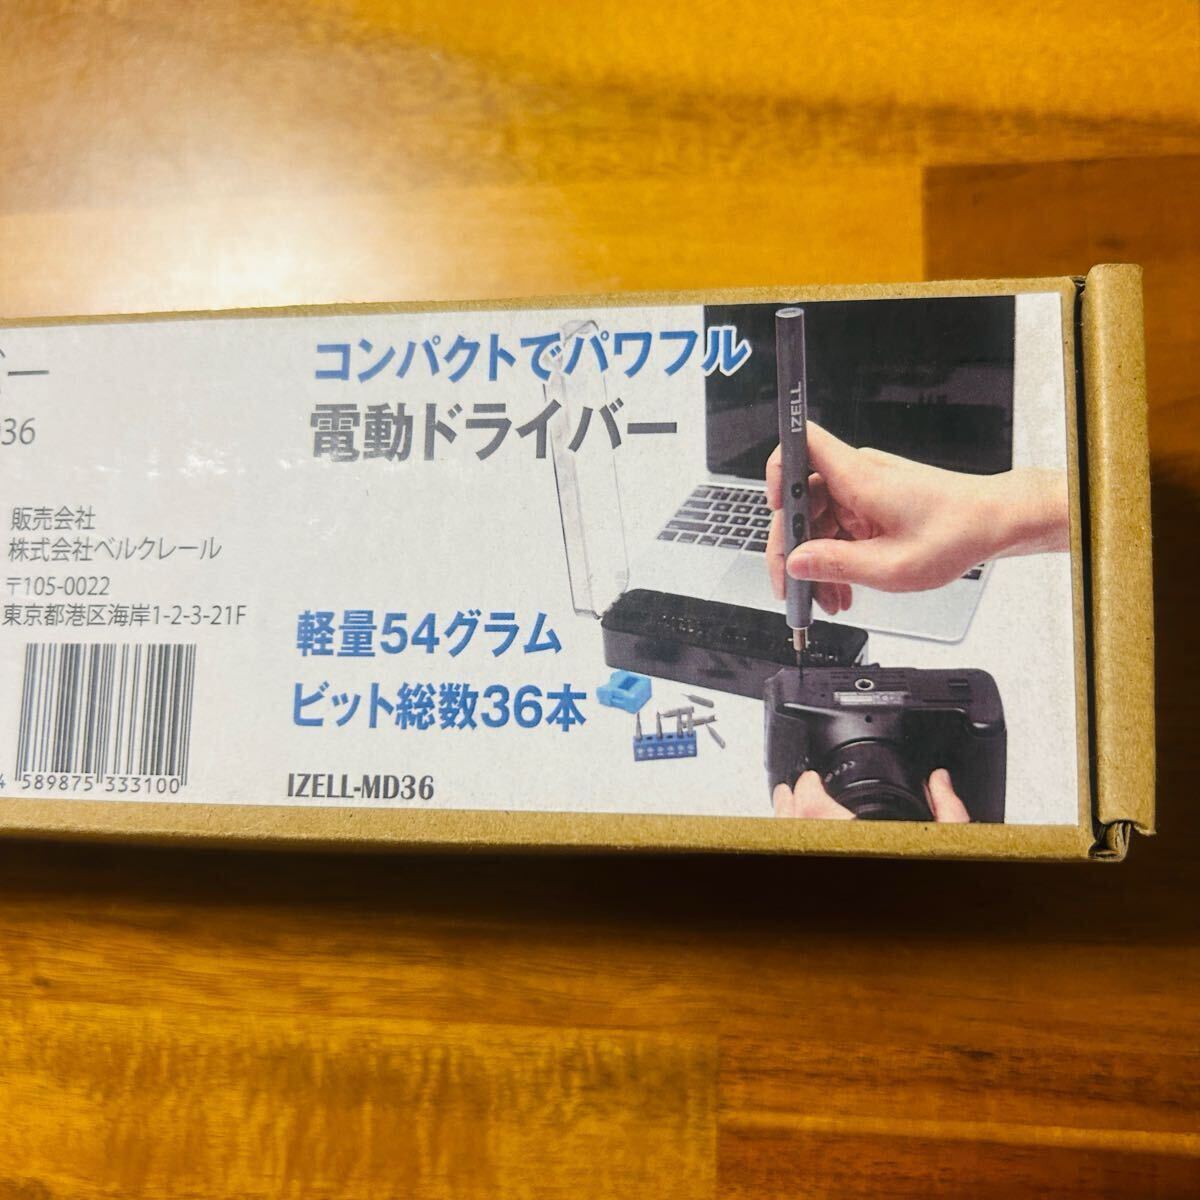 ー
36
販売会社
株式会社ベルクレール
〒105-0022
東京都港区海岸1-2-3-21F
4 589875 333100
コンパクトでパワフル
電動ドライバー
IZELL
軽量54グラム
ビット総数36本
IZELL-MD36